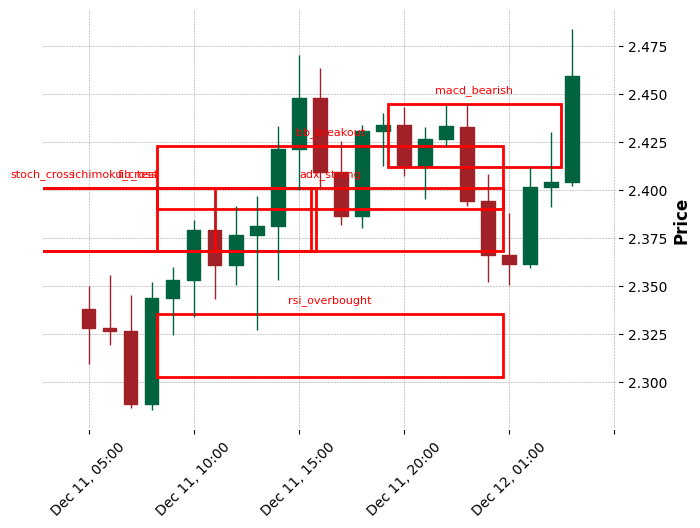 2.475
macd_bearish
2.450
bb_breakout
2.425
stoch_cross
adx_strong
2.400
Price
2.375
2.350
rsi_overbought
2.325
2.300
Dec 11, 05:00
Dec 11, 10:00
Dec 11, 15:00
Dec 11, 20:00
Dec 12, 01:00